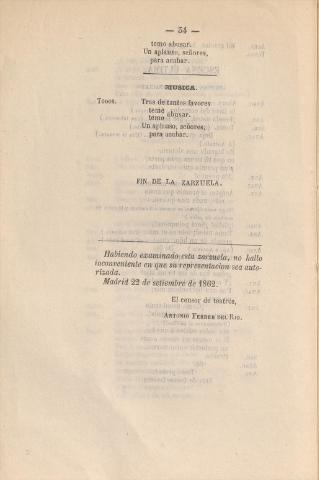 — 54 —
temo abusar.
Un aplauso, señores,
para acabar.
MUSICA.
Todos. Tras de tantos favores
teme
temo abusar.
Un aplauso, señores,
para acabar.
FIN DE LA ZARZUELA.
Habiendo examinado esta zarzuela, no hallo
inconveniente en que su representacion sea auto-
rizada.
Madrid 22 de setiembre de 1862.
El censor de teatros,
Antonio Ferrer del Rio.